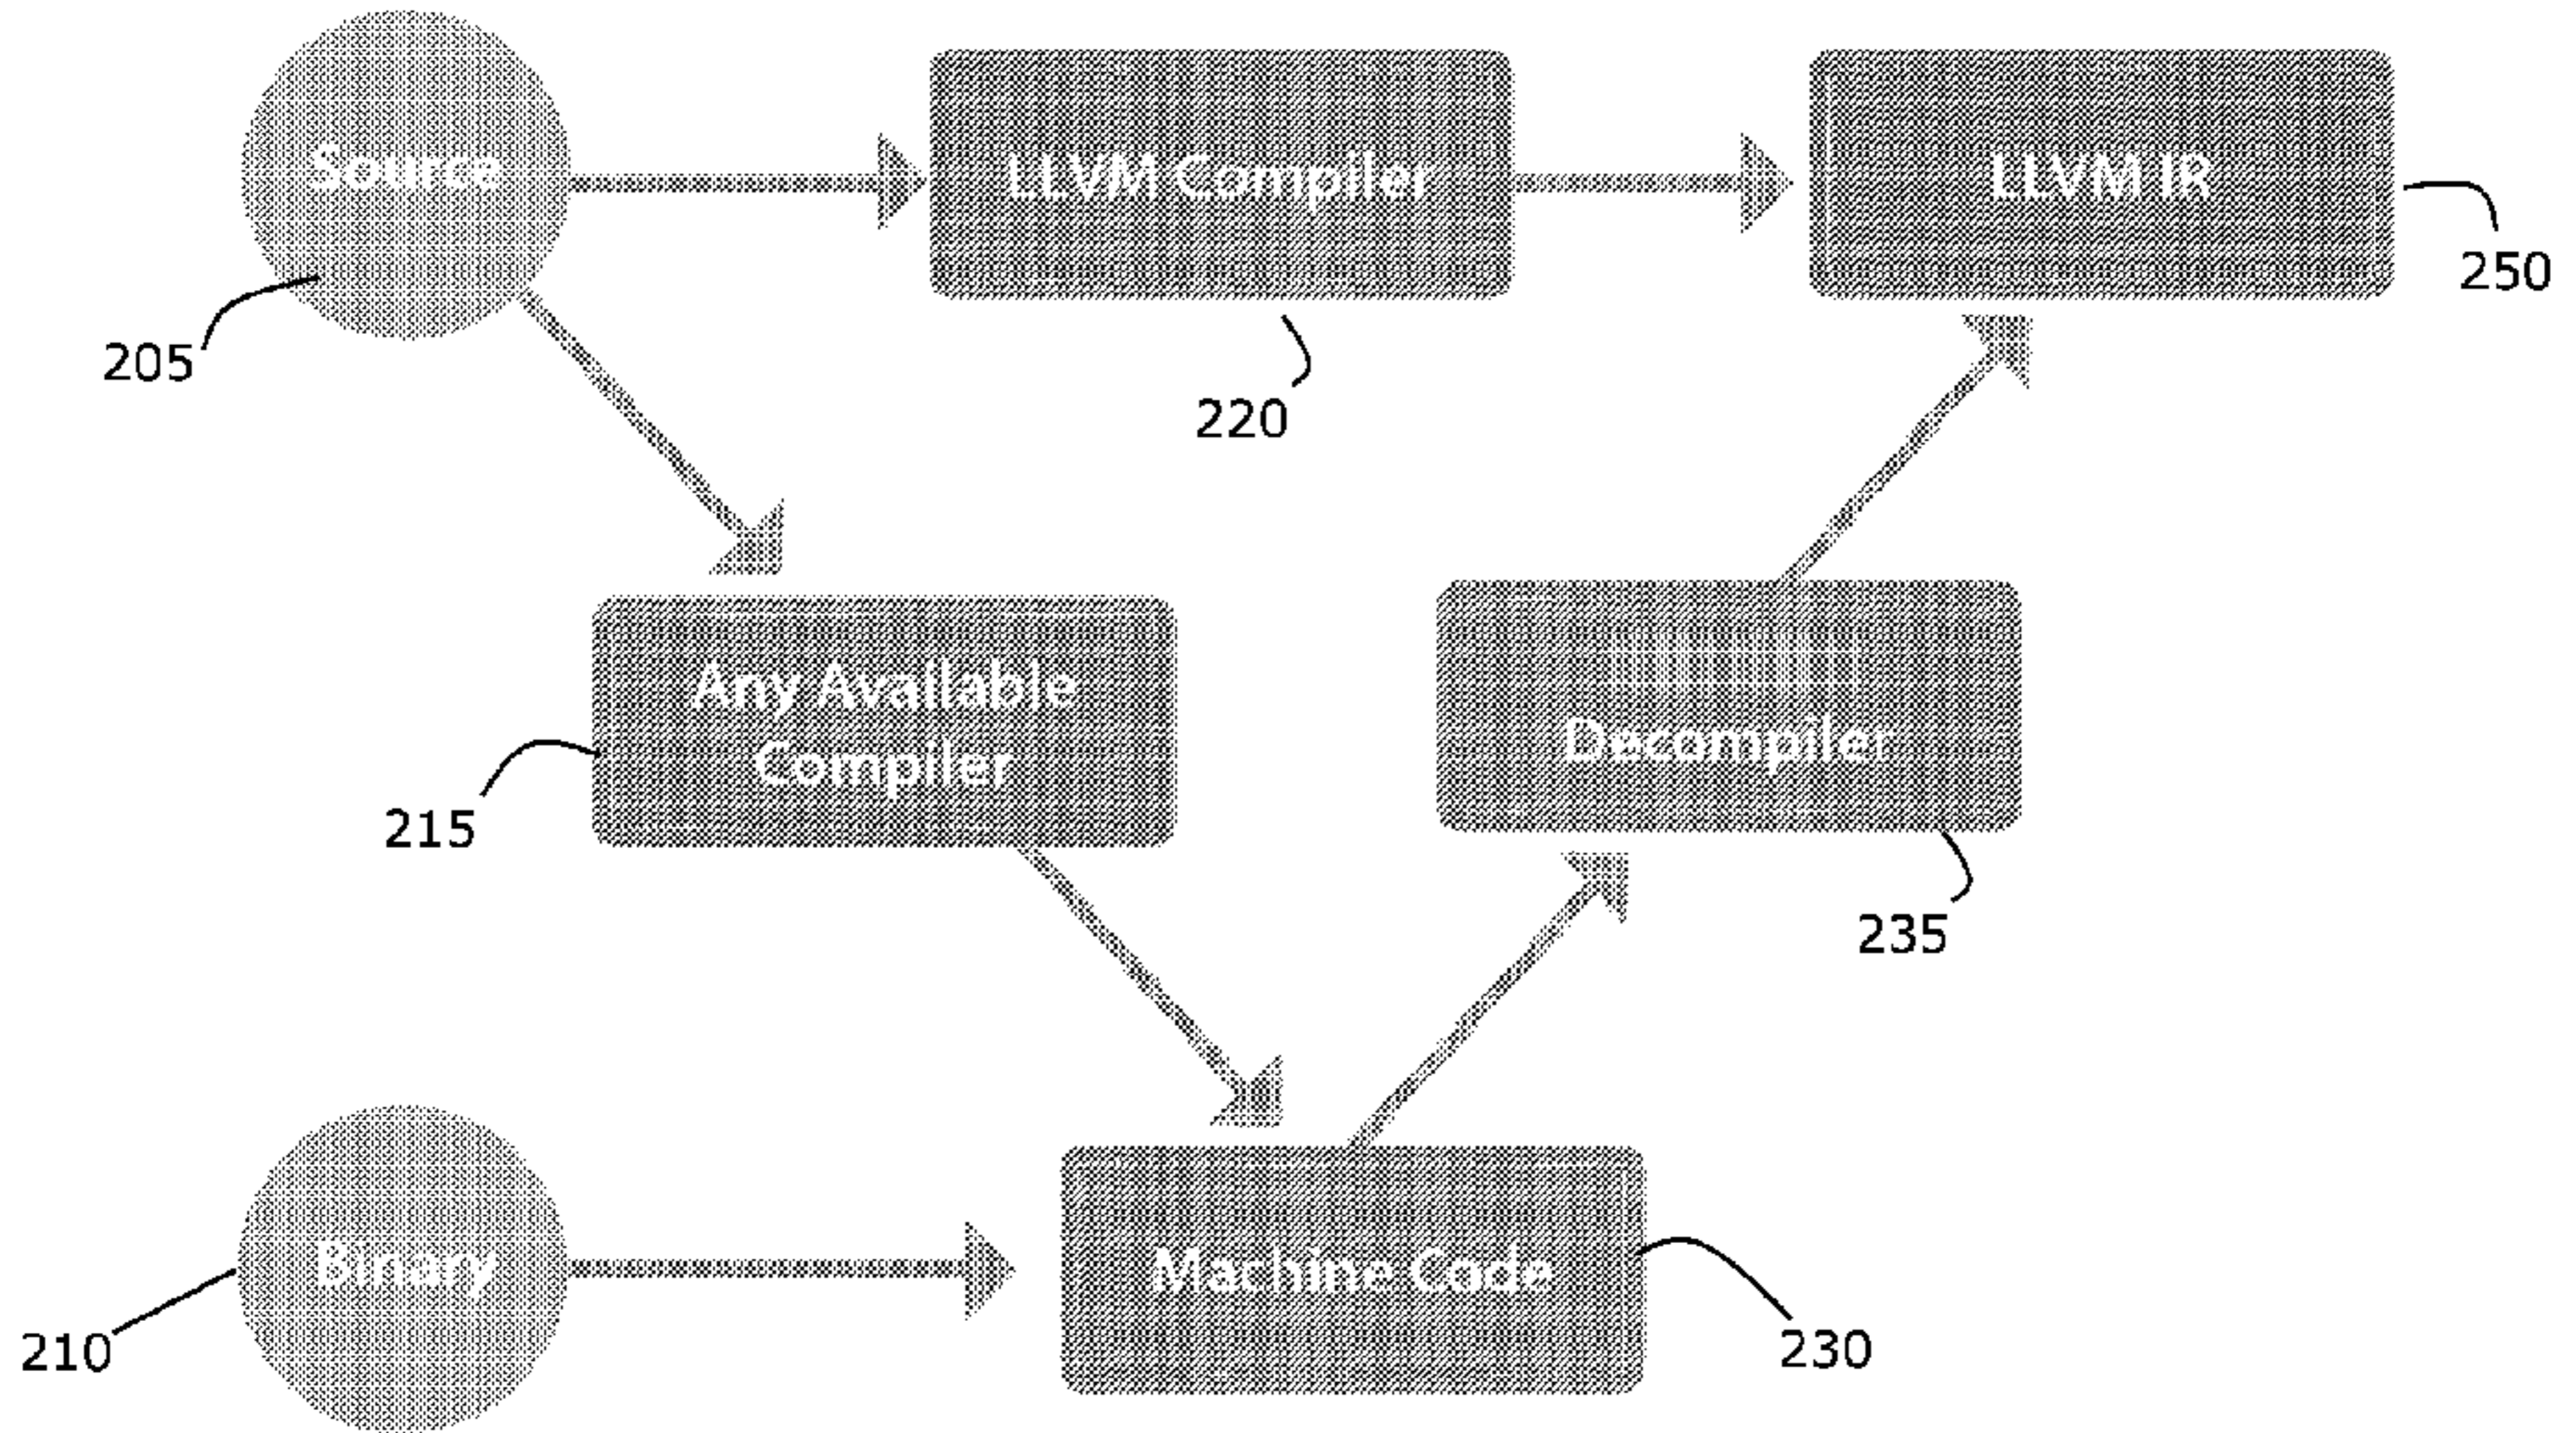 Source
LLVM Compiler
LLVM IR
250
205
220
Any Available
Compiler
Decompiler
215
235
Binary
Machine Code
210
230